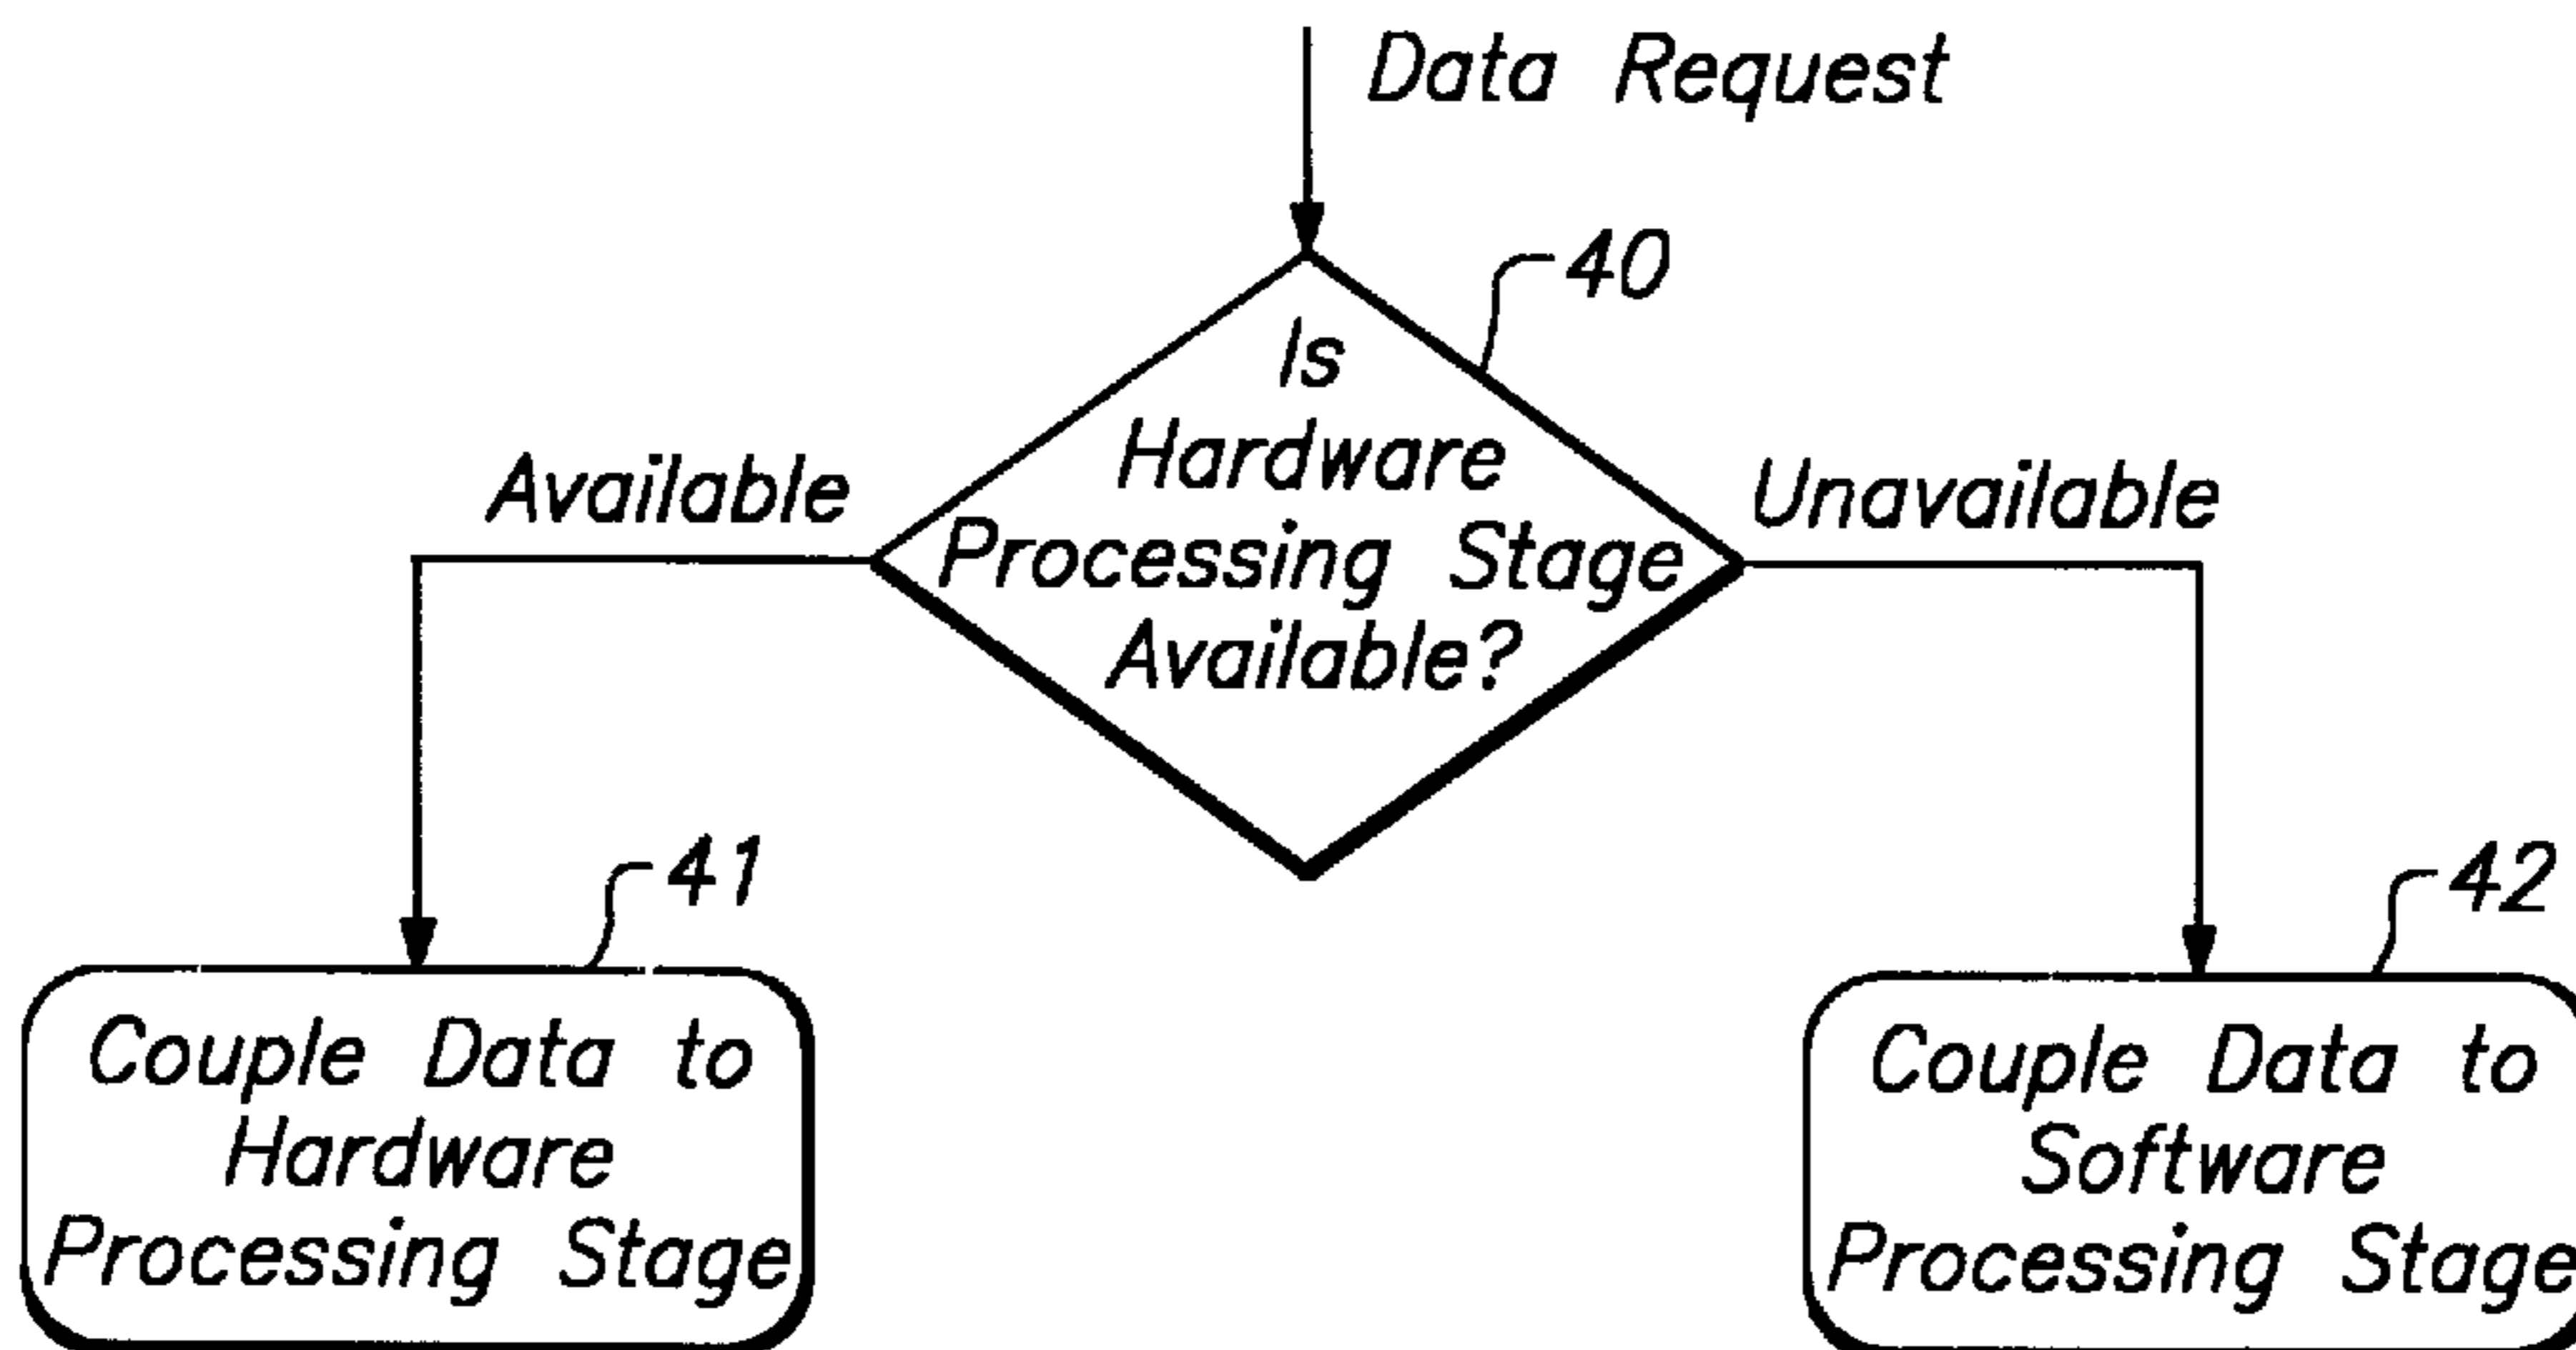 Data Request
40
Is
Hardware
Processing Stage
Available?
Available
Unavailable
41
Couple Data to
Hardware
Processing Stage
42
Couple Data to
Software
Processing Stage